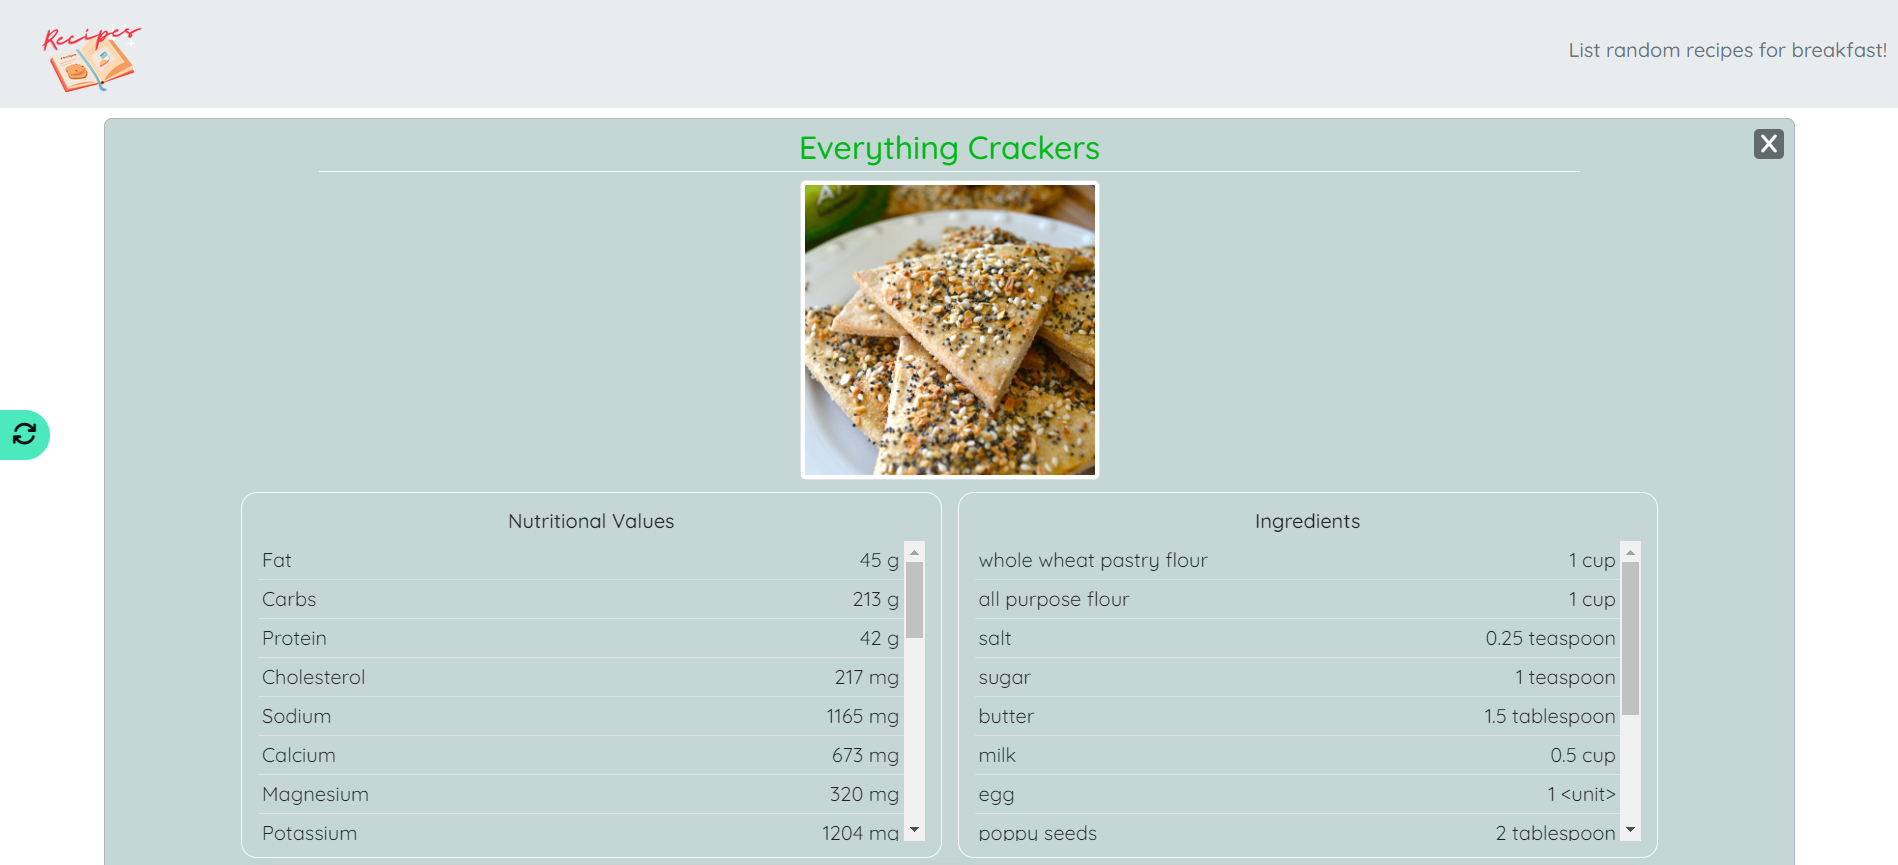 Recipes
List random recipes for breakfast!
Everything Crackers
X
Nutritional Values
Fat 45 g
Carbs 213 g
Protein 42 g
Cholesterol 217 mg
Sodium 1165 mg
Calcium 673 mg
Magnesium 320 mg
Potassium 1204 mg
Ingredients
whole wheat pastry flour 1 cup
all purpose flour 1 cup
salt 0.25 teaspoon
sugar 1 teaspoon
butter 1.5 tablespoon
milk 0.5 cup
egg 1 <unit>
poppy seeds 2 tablespoon